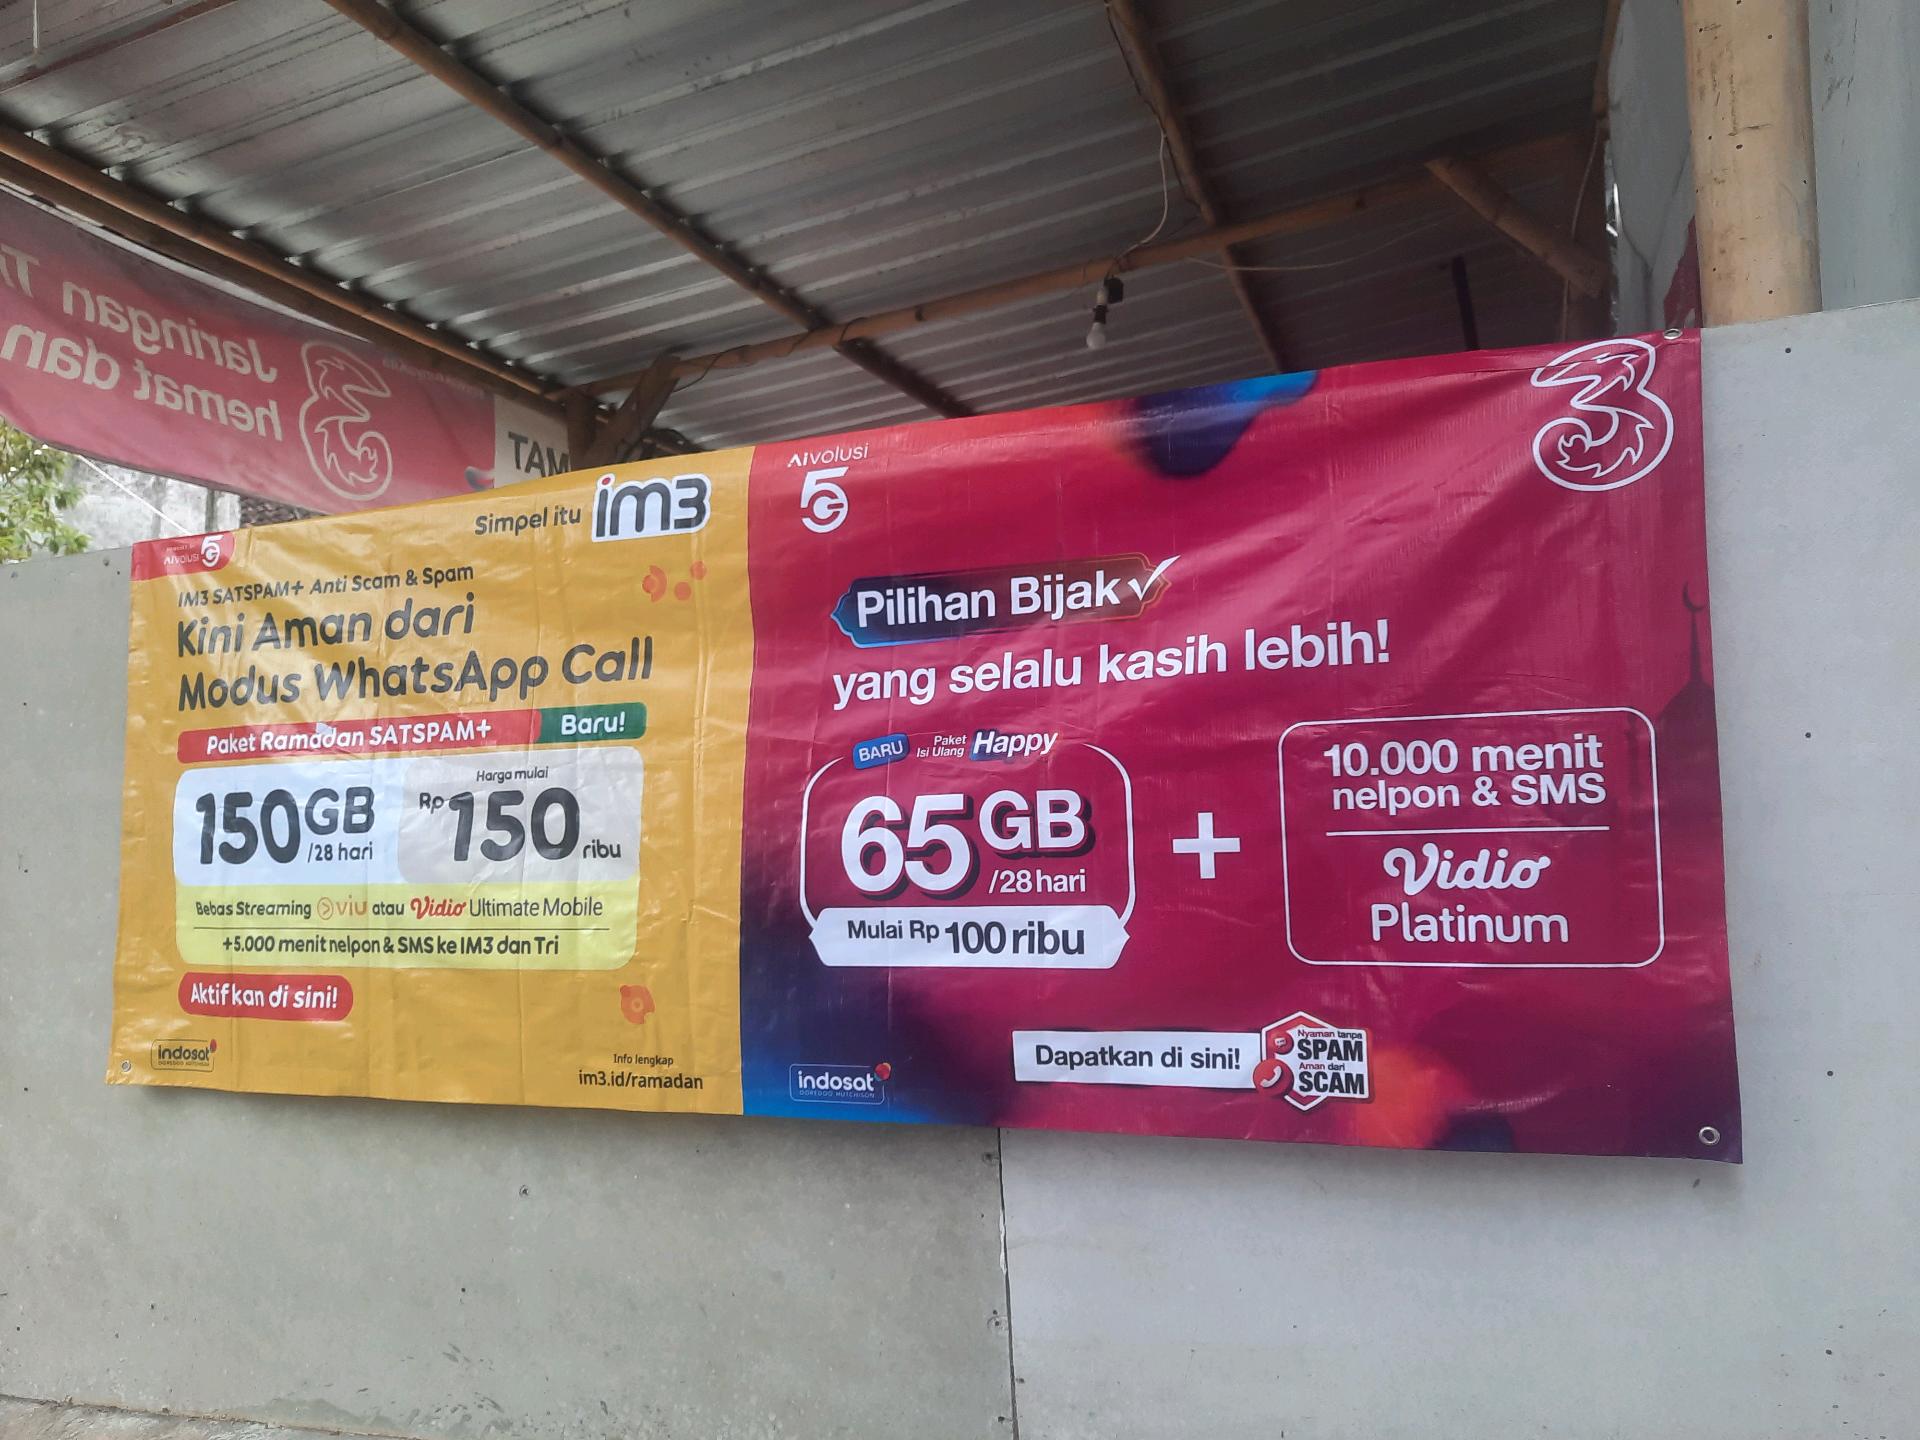 Jaringan
hemat dan
TAM
Simpel itu im3
AIvolusi 5G
IM3 SATSPAM+ Anti Scam & Spam
Kini Aman dari
Modus WhatsApp Call
Paket Ramadan SATSPAM+ Baru!
150GB
/28 hari
Harga mulai
Rp 150 ribu
Bebas Streaming viu atau Vidio Ultimate Mobile
+5.000 menit nelpon & SMS ke IM3 dan Tri
Aktifkan di sini!
indosat
OOREDOO HUTCHISON
Info lengkap
im3.id/ramadan
AIvolusi
5G
3
Pilihan Bijak
yang selalu kasih lebih!
BARU Paket Isi Ulang Happy
65GB
/28 hari
Mulai Rp 100 ribu
+
10.000 menit
nelpon & SMS
Vidio
Platinum
Dapatkan di sini!
Nyaman tanpa
SPAM
Aman dari
SCAM
indosat
OOREDOO HUTCHISON